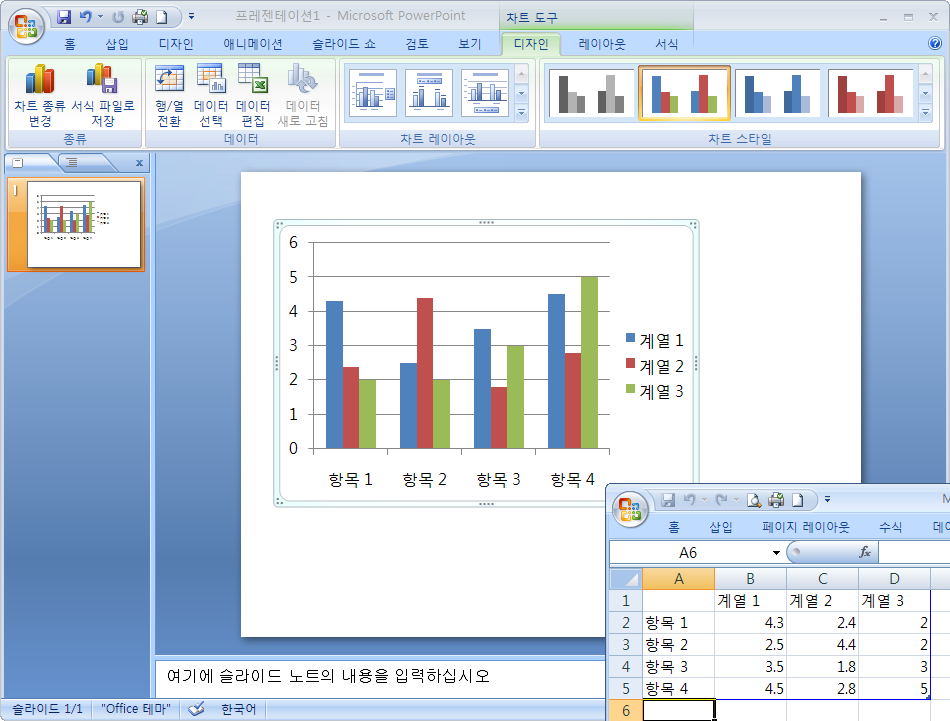 프레젠테이션1 - Microsoft PowerPoint
차트 도구
홈 삽입 디자인 애니메이션 슬라이드 쇼 검토 보기 디자인 레이아웃 서식
차트 종류 변경
서식 파일로 저장
행/열 전환
데이터 선택
데이터 편집
데이터 새로 고침
종류 데이터 차트 레이아웃 차트 스타일
1
6
5
4
3
2
1
0
항목 1 항목 2 항목 3 항목 4
계열 1
계열 2
계열 3
홈 삽입 페이지 레이아웃 수식
A6 fx
A B C D
1 계열 1 계열 2 계열 3
2 항목 1 4.3 2.4 2
3 항목 2 2.5 4.4 2
4 항목 3 3.5 1.8 3
5 항목 4 4.5 2.8 5
6
여기에 슬라이드 노트의 내용을 입력하십시오
슬라이드 1/1 "Office 테마" 한국어